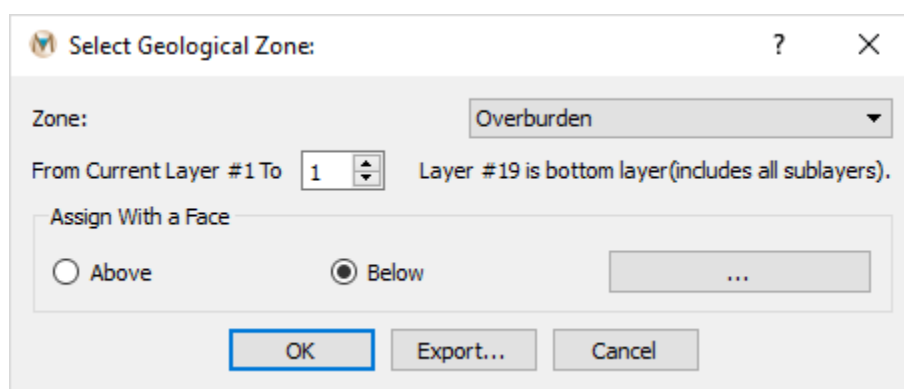 Select Geological Zone:
?
Zone:
Overburden
From Current Layer #1 To 1 Layer #19 is bottom layer(includes all sublayers).
Assign With a Face
Above Below ...
OK Export... Cancel